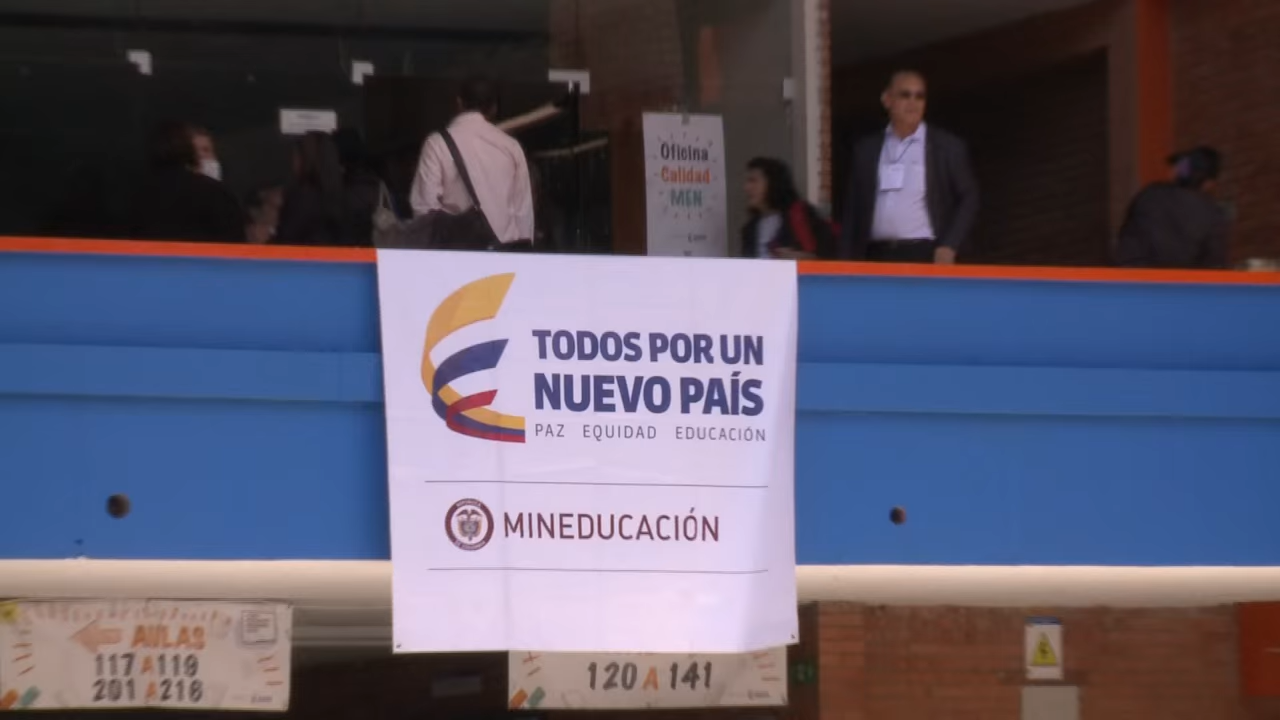 Oficina
Calidad
MEN
TODOS POR UN
NUEVO PAÍS
PAZ EQUIDAD EDUCACIÓN
MINEDUCACIÓN
AULAS
117 A 119
201 A 216
120 A 141